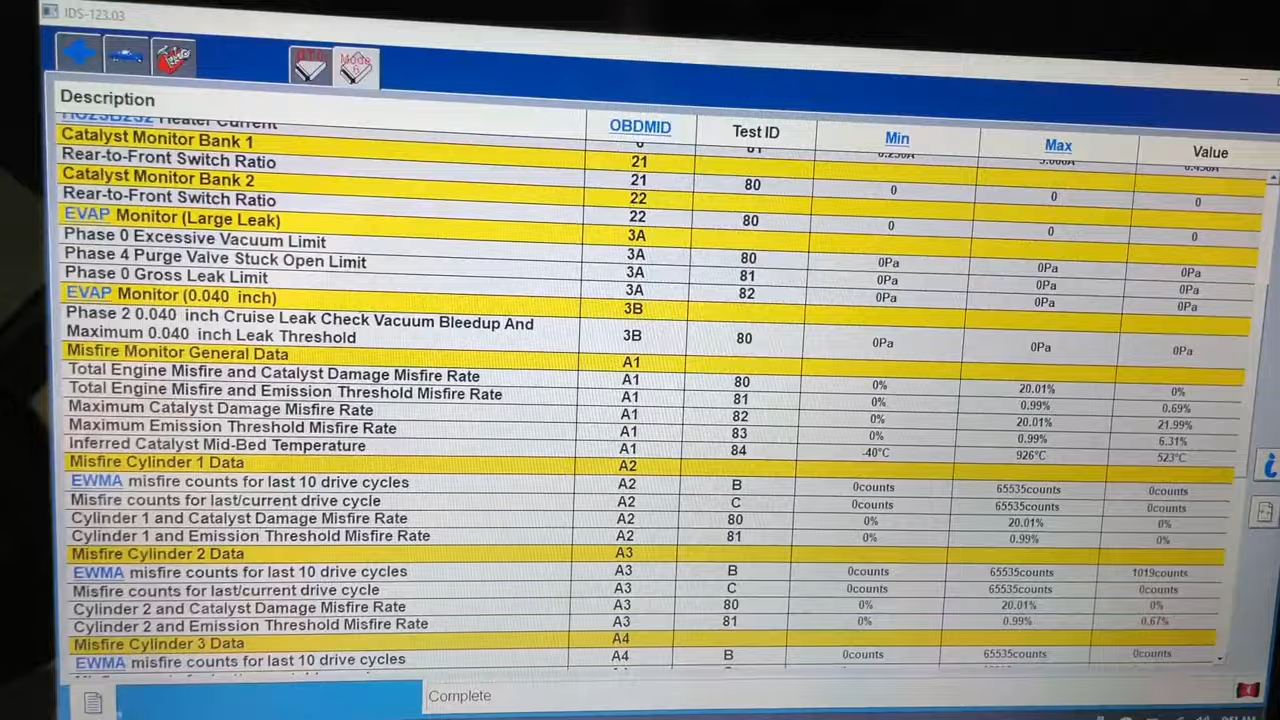 IDS-123.03
DTC Mode 6
Description OBDMID Test ID Min Max Value
HO2SB2S2 Heater Current
Catalyst Monitor Bank 1 21
Rear-to-Front Switch Ratio 21 80 0 0 0
Catalyst Monitor Bank 2 22
Rear-to-Front Switch Ratio 22 80 0 0 0
EVAP Monitor (Large Leak) 3A
Phase 0 Excessive Vacuum Limit 3A 80 0Pa 0Pa 0Pa
Phase 4 Purge Valve Stuck Open Limit 3A 81 0Pa 0Pa 0Pa
Phase 0 Gross Leak Limit 3A 82 0Pa 0Pa 0Pa
EVAP Monitor (0.040 inch) 3B
Phase 2 0.040 inch Cruise Leak Check Vacuum Bleedup And
Maximum 0.040 inch Leak Threshold 3B 80 0Pa 0Pa 0Pa
Misfire Monitor General Data A1
Total Engine Misfire and Catalyst Damage Misfire Rate A1 80 0% 20.01% 0%
Total Engine Misfire and Emission Threshold Misfire Rate A1 81 0% 0.99% 0.69%
Maximum Catalyst Damage Misfire Rate A1 82 0% 20.01% 21.99%
Maximum Emission Threshold Misfire Rate A1 83 0% 0.99% 6.31%
Inferred Catalyst Mid-Bed Temperature A1 84 -40°C 926°C 523°C
Misfire Cylinder 1 Data A2
EWMA misfire counts for last 10 drive cycles A2 B 0counts 65535counts 0counts
Misfire counts for last/current drive cycle A2 C 0counts 65535counts 0counts
Cylinder 1 and Catalyst Damage Misfire Rate A2 80 0% 20.01% 0%
Cylinder 1 and Emission Threshold Misfire Rate A2 81 0% 0.99% 0%
Misfire Cylinder 2 Data A3
EWMA misfire counts for last 10 drive cycles A3 B 0counts 65535counts 1019counts
Misfire counts for last/current drive cycle A3 C 0counts 65535counts 0counts
Cylinder 2 and Catalyst Damage Misfire Rate A3 80 0% 20.01% 0%
Cylinder 2 and Emission Threshold Misfire Rate A3 81 0% 0.99% 0.67%
Misfire Cylinder 3 Data A4
EWMA misfire counts for last 10 drive cycles A4 B 0counts 65535counts 0counts
Complete